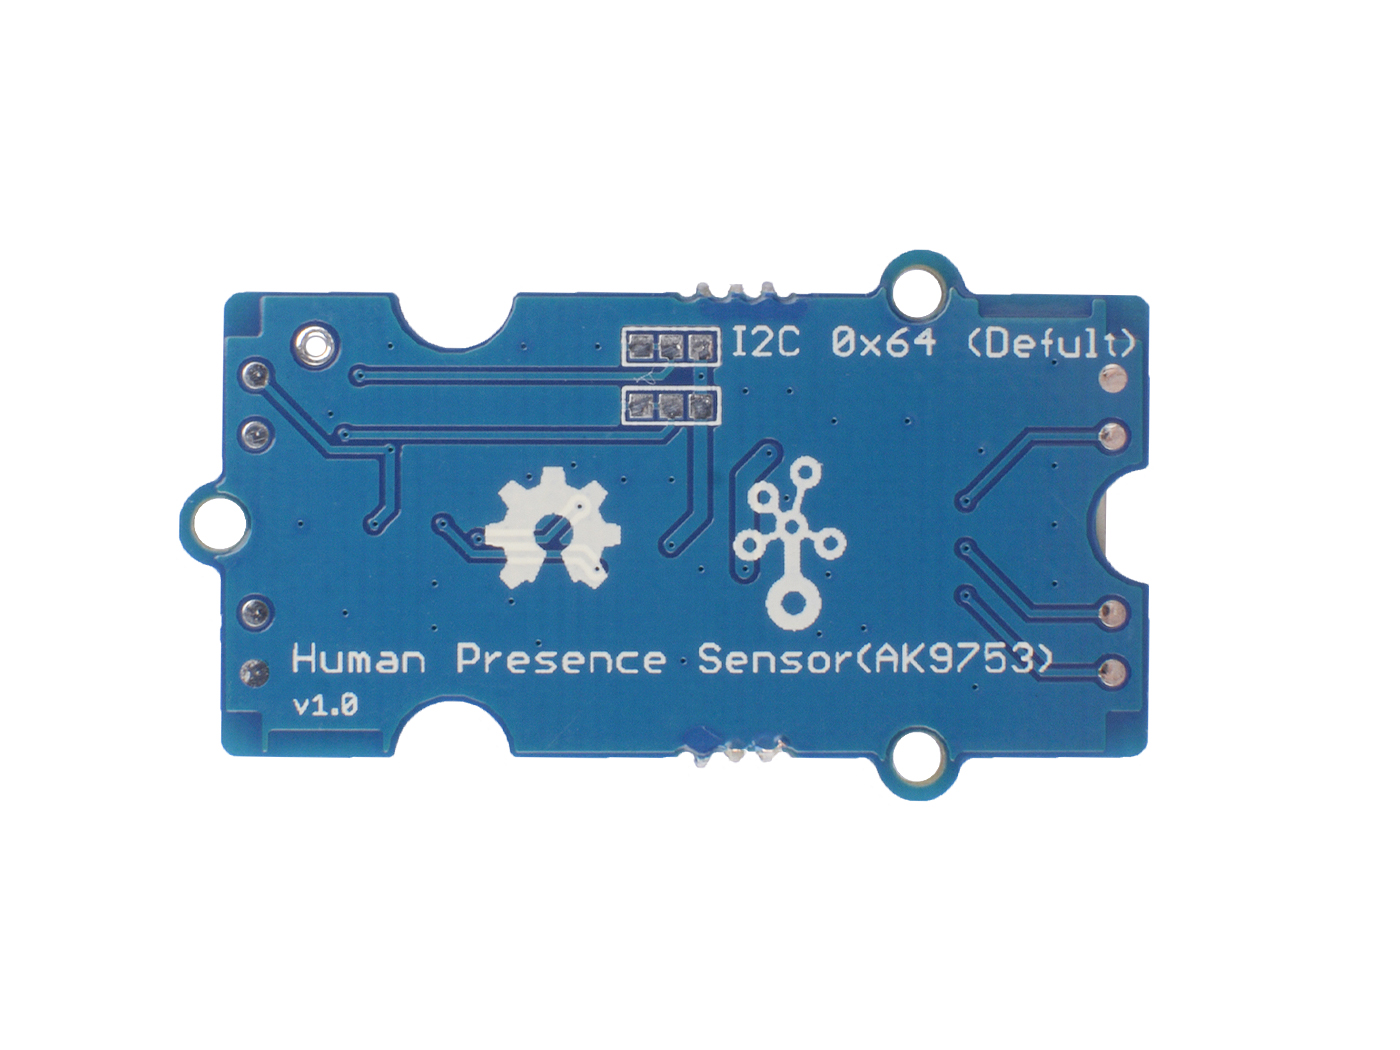 I2C 0x64 (Defult)
Human Presence Sensor(AK9753)
v1.0